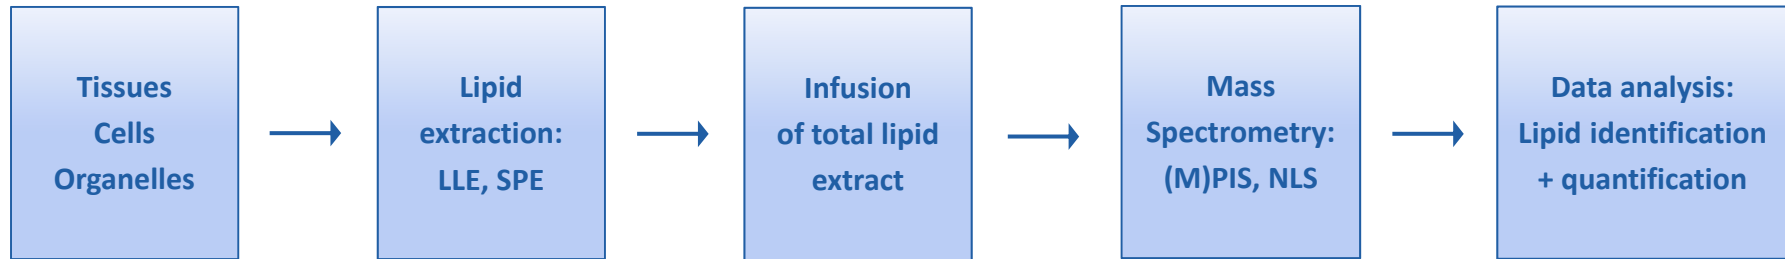 Tissues
Cells
Organelles
Lipid
extraction:
LLE, SPE
Infusion
of total lipid
extract
Mass
Spectrometry:
(M)PIS, NLS
Data analysis:
Lipid identification
+ quantification